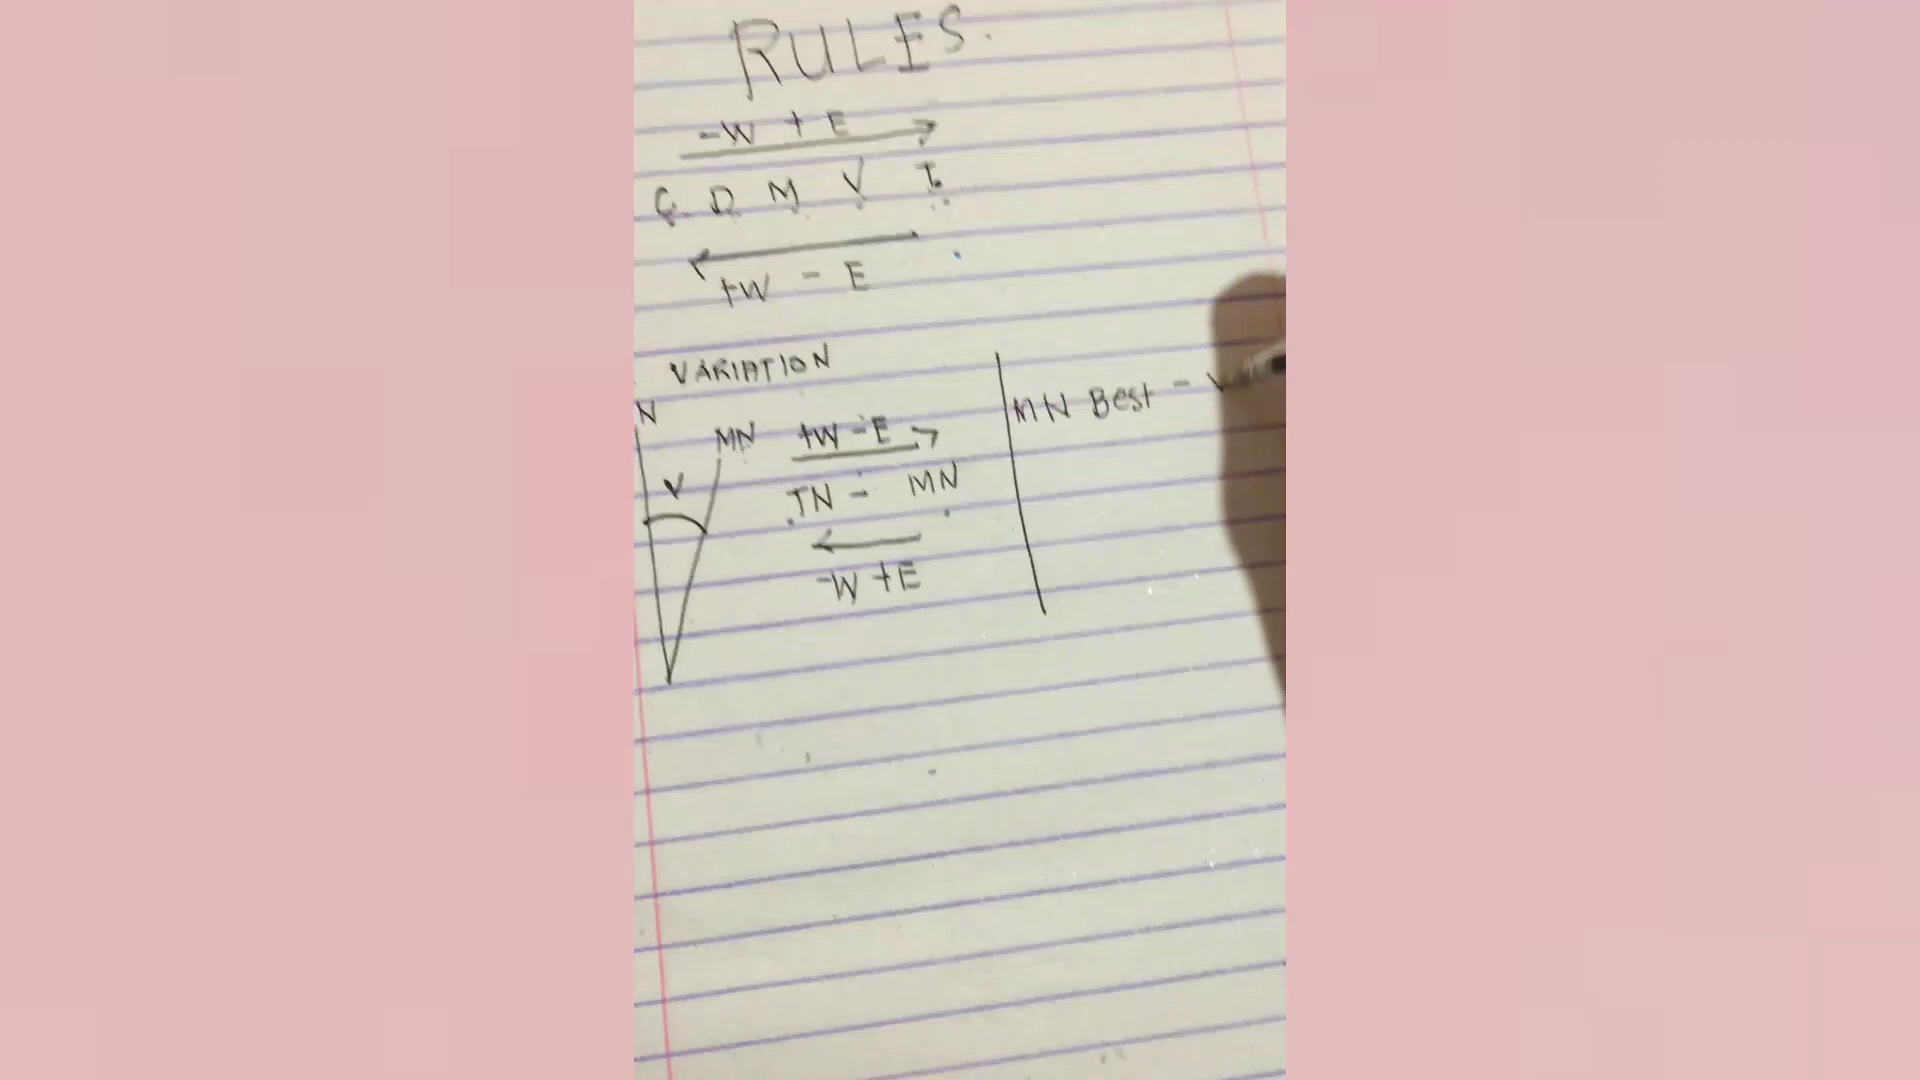 RULES.
-W + E
C D M V T
+W - E
VARIATION
N
MN
V
+W -E
TN - MN
-W +E
MN Best -